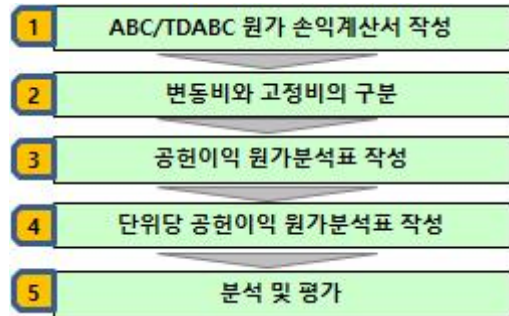 1 ABC/TDABC 원가 손익계산서 작성
2 변동비와 고정비의 구분
3 공헌이익 원가분석표 작성
4 단위당 공헌이익 원가분석표 작성
5 분석 및 평가